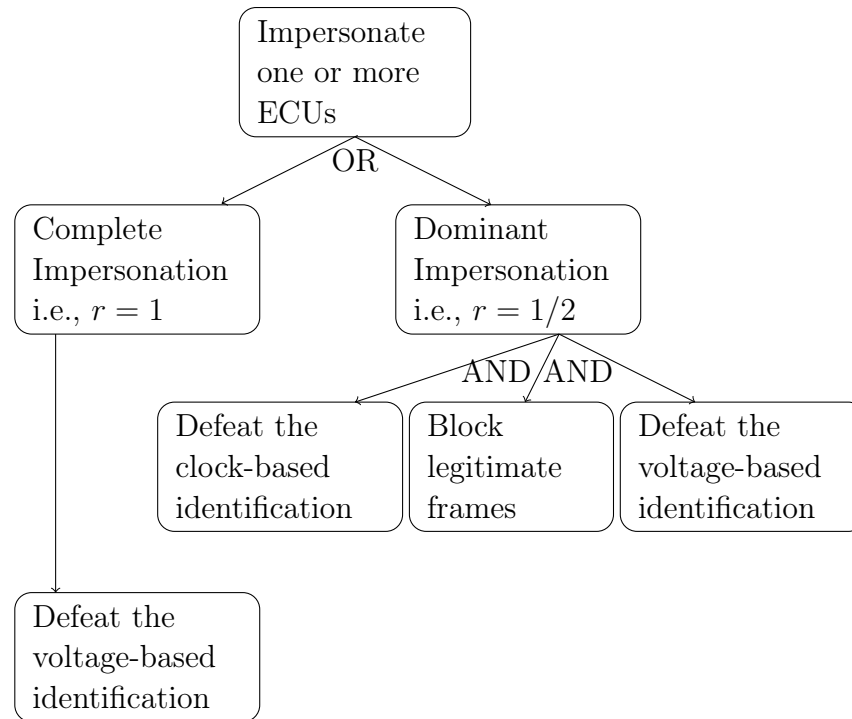 Impersonate
one or more
ECUs
OR
Complete
Impersonation
i.e., r = 1
Dominant
Impersonation
i.e., r = 1/2
AND AND
Defeat the
clock-based
identification
Block
legitimate
frames
Defeat the
voltage-based
identification
Defeat the
voltage-based
identification